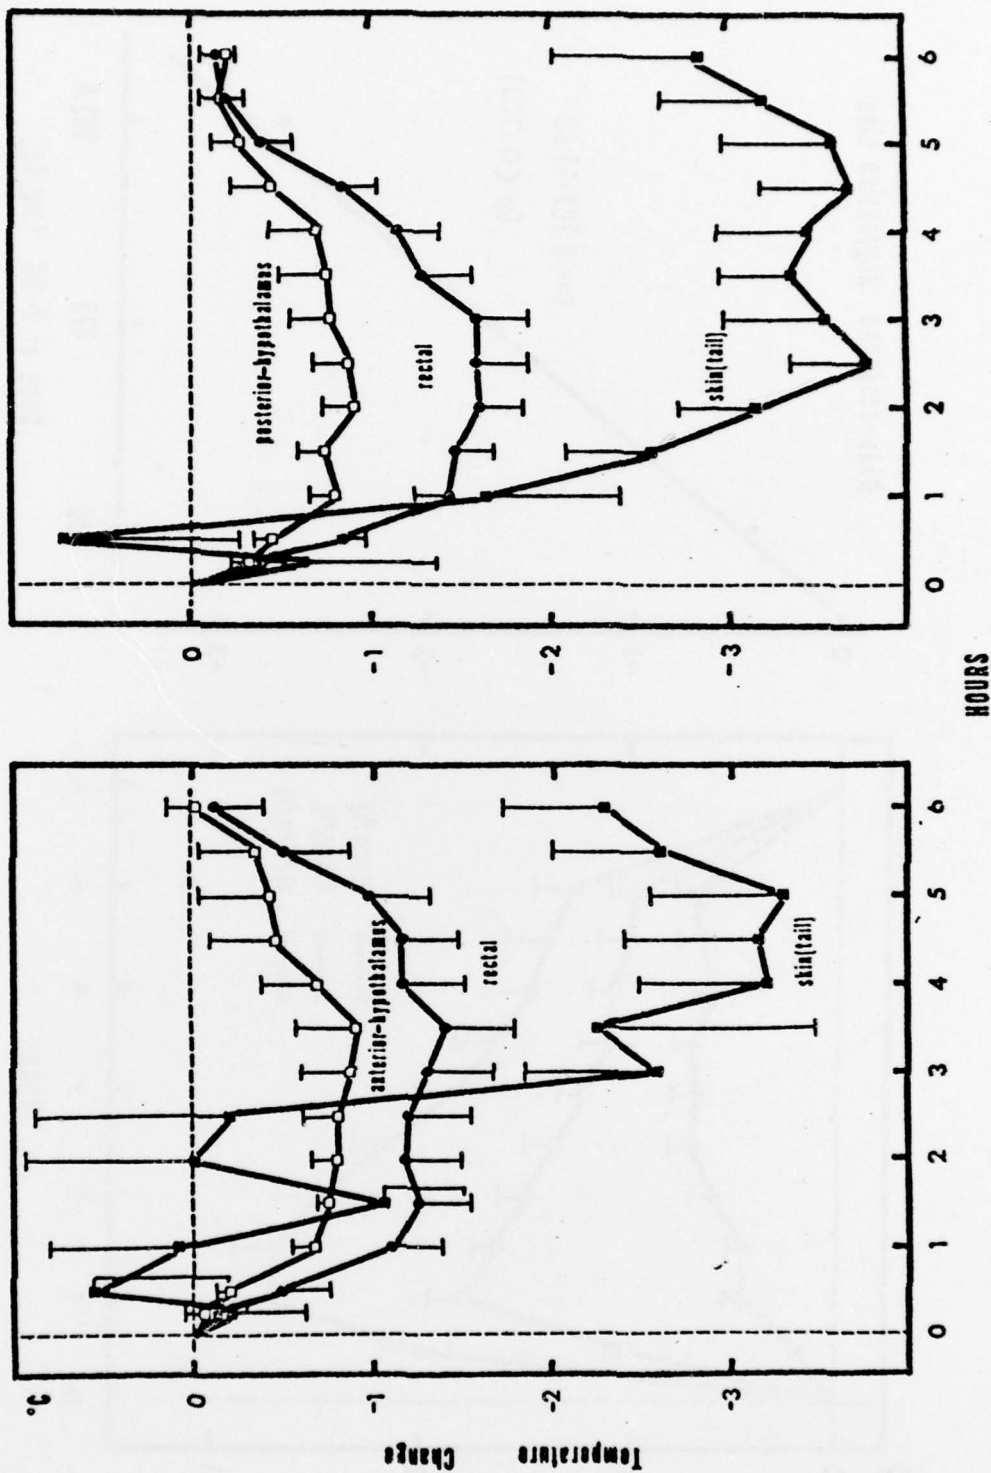 °C
0
-1
-2
-3
Temperature
Change
anterior-hypothalamus
rectal
skin(tail)
0
1
2
3
4
5
6
0
-1
-2
-3
posterior-hypothalamus
rectal
skin(tail)
0
1
2
3
4
5
6
HOURS